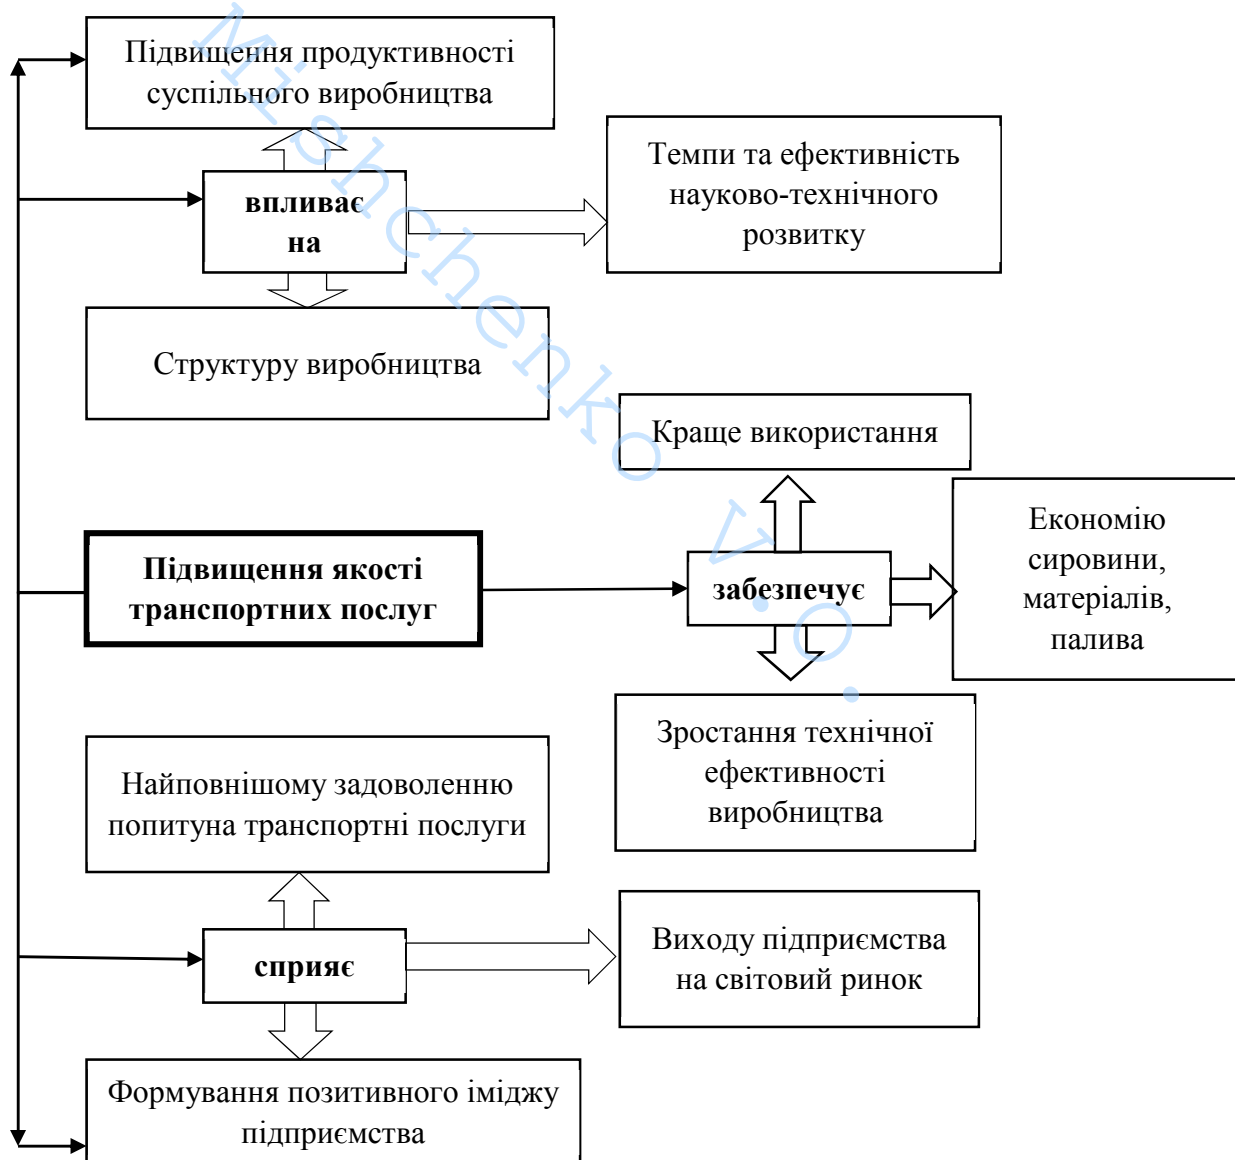 Підвищення продуктивності
суспільного виробництва
впливає
на
Темпи та ефективність
науково-технічного
розвитку
Структуру виробництва
Краще використання
Економію
сировини,
матеріалів,
палива
Підвищення якості
транспортних послуг
забезпечує
Зростання технічної
ефективності
виробництва
Найповнішому задоволенню
попитуна транспортні послуги
сприяє
Виходу підприємства
на світовий ринок
Формування позитивного іміджу
підприємства
Mishchenko V.O.